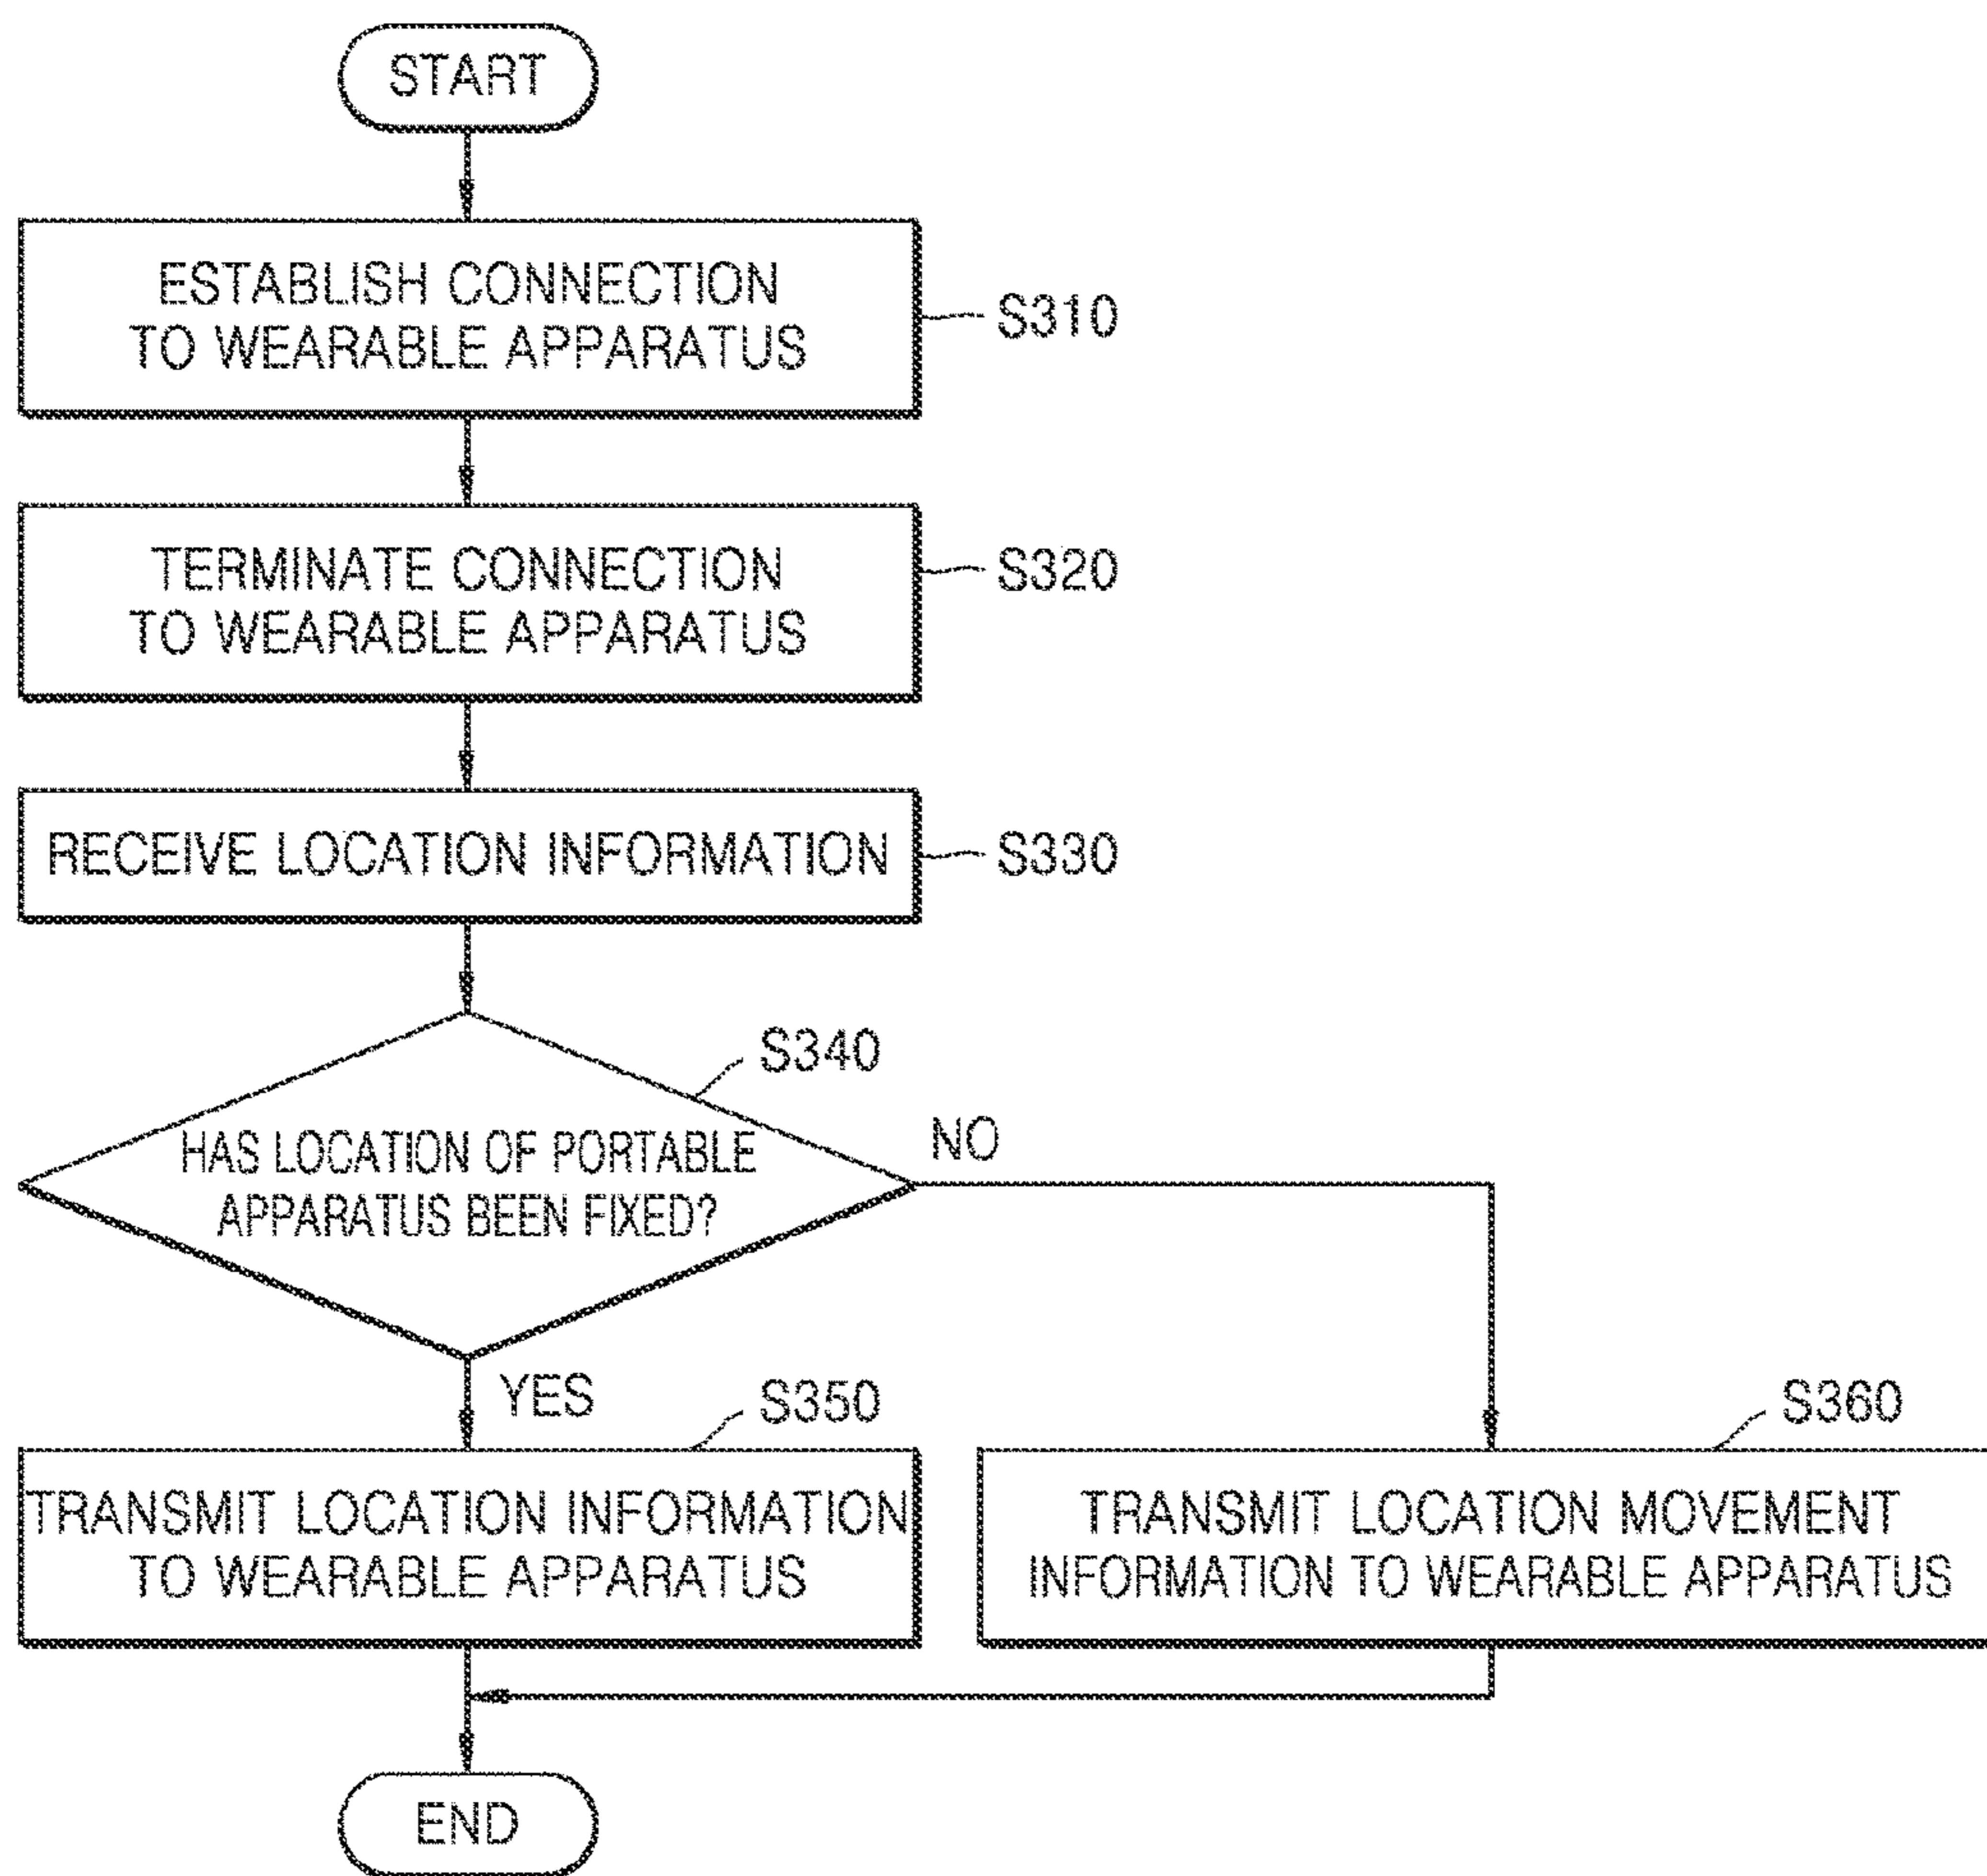 START
ESTABLISH CONNECTION
TO WEARABLE APPARATUS
S310
TERMINATE CONNECTION
TO WEARABLE APPARATUS
S320
RECEIVE LOCATION INFORMATION
S330
S340
HAS LOCATION OF PORTABLE
APPARATUS BEEN FIXED?
NO
YES
S350
TRANSMIT LOCATION INFORMATION
TO WEARABLE APPARATUS
S360
TRANSMIT LOCATION MOVEMENT
INFORMATION TO WEARABLE APPARATUS
END